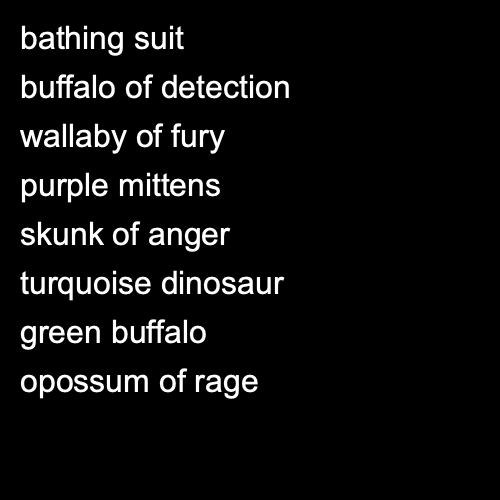 bathing suit
buffalo of detection
wallaby of fury
purple mittens
skunk of anger
turquoise dinosaur
green buffalo
opossum of rage